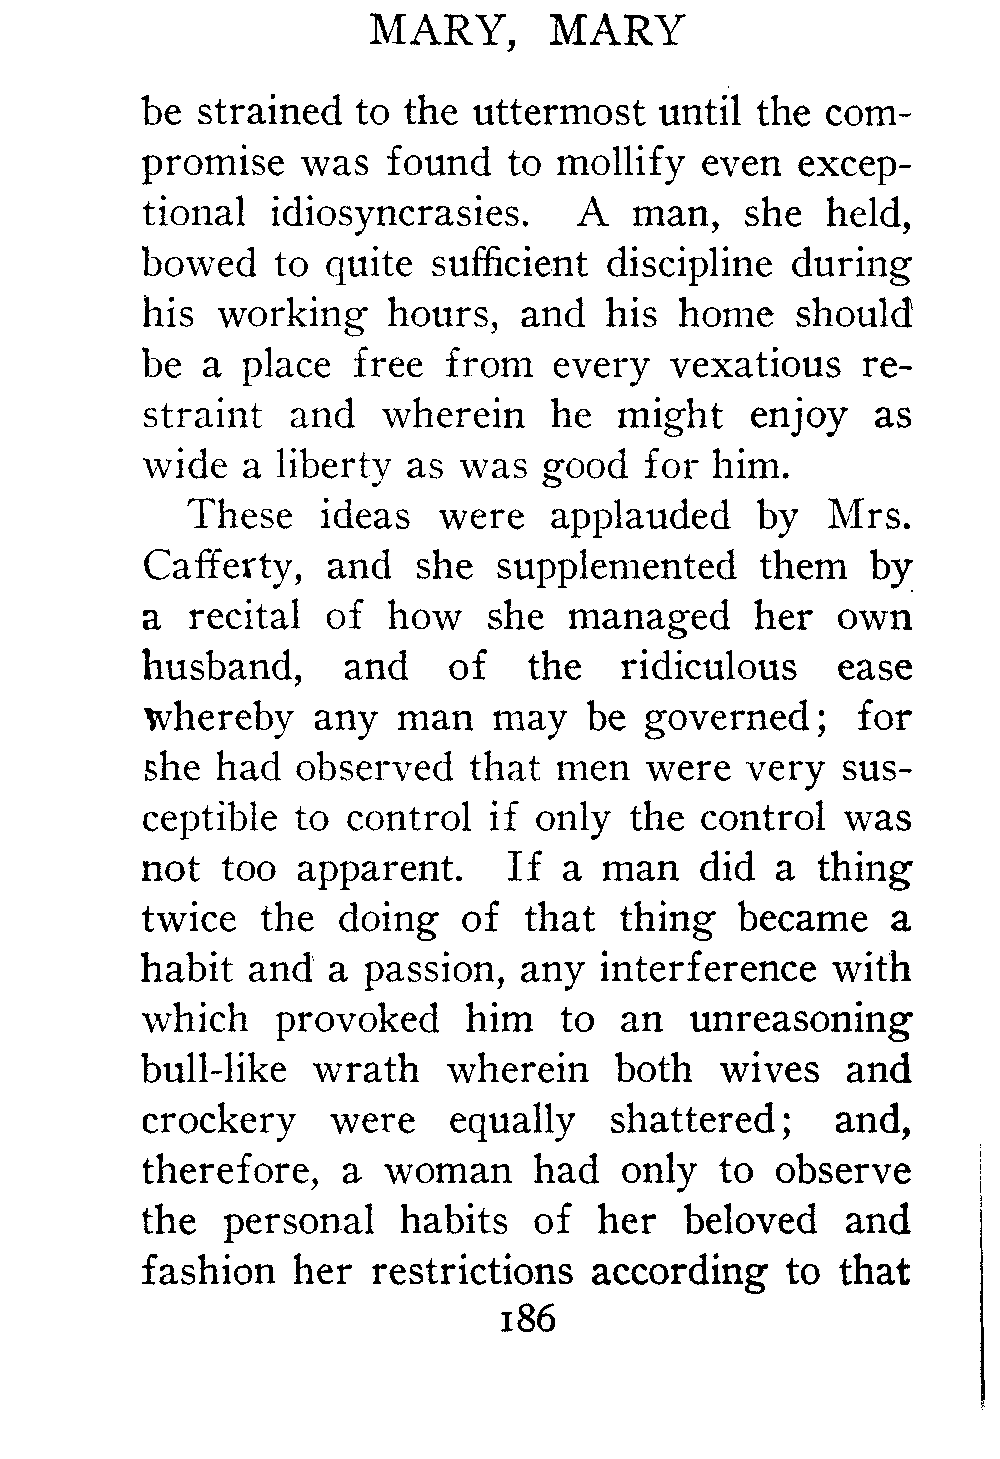 MARY, MARY
be strained to the uttermost until the com-
promise was found to mollify even excep-
tional idiosyncrasies. A man, she held,
bowed to quite sufficient discipline during
his working hours, and his home should
be a place free from every vexatious re-
straint and wherein he might enjoy as
wide a liberty as was good for him.
These ideas were applauded by Mrs.
Cafferty, and she supplemented them by
a recital of how she managed her own
husband, and of the ridiculous ease
whereby any man may be governed; for
she had observed that men were very sus-
ceptible to control if only the control was
not too apparent. If a man did a thing
twice the doing of that thing became a
habit and a passion, any interference with
which provoked him to an unreasoning
bull-like wrath wherein both wives and
crockery were equally shattered; and,
therefore, a woman had only to observe
the personal habits of her beloved and
fashion her restrictions according to that
186